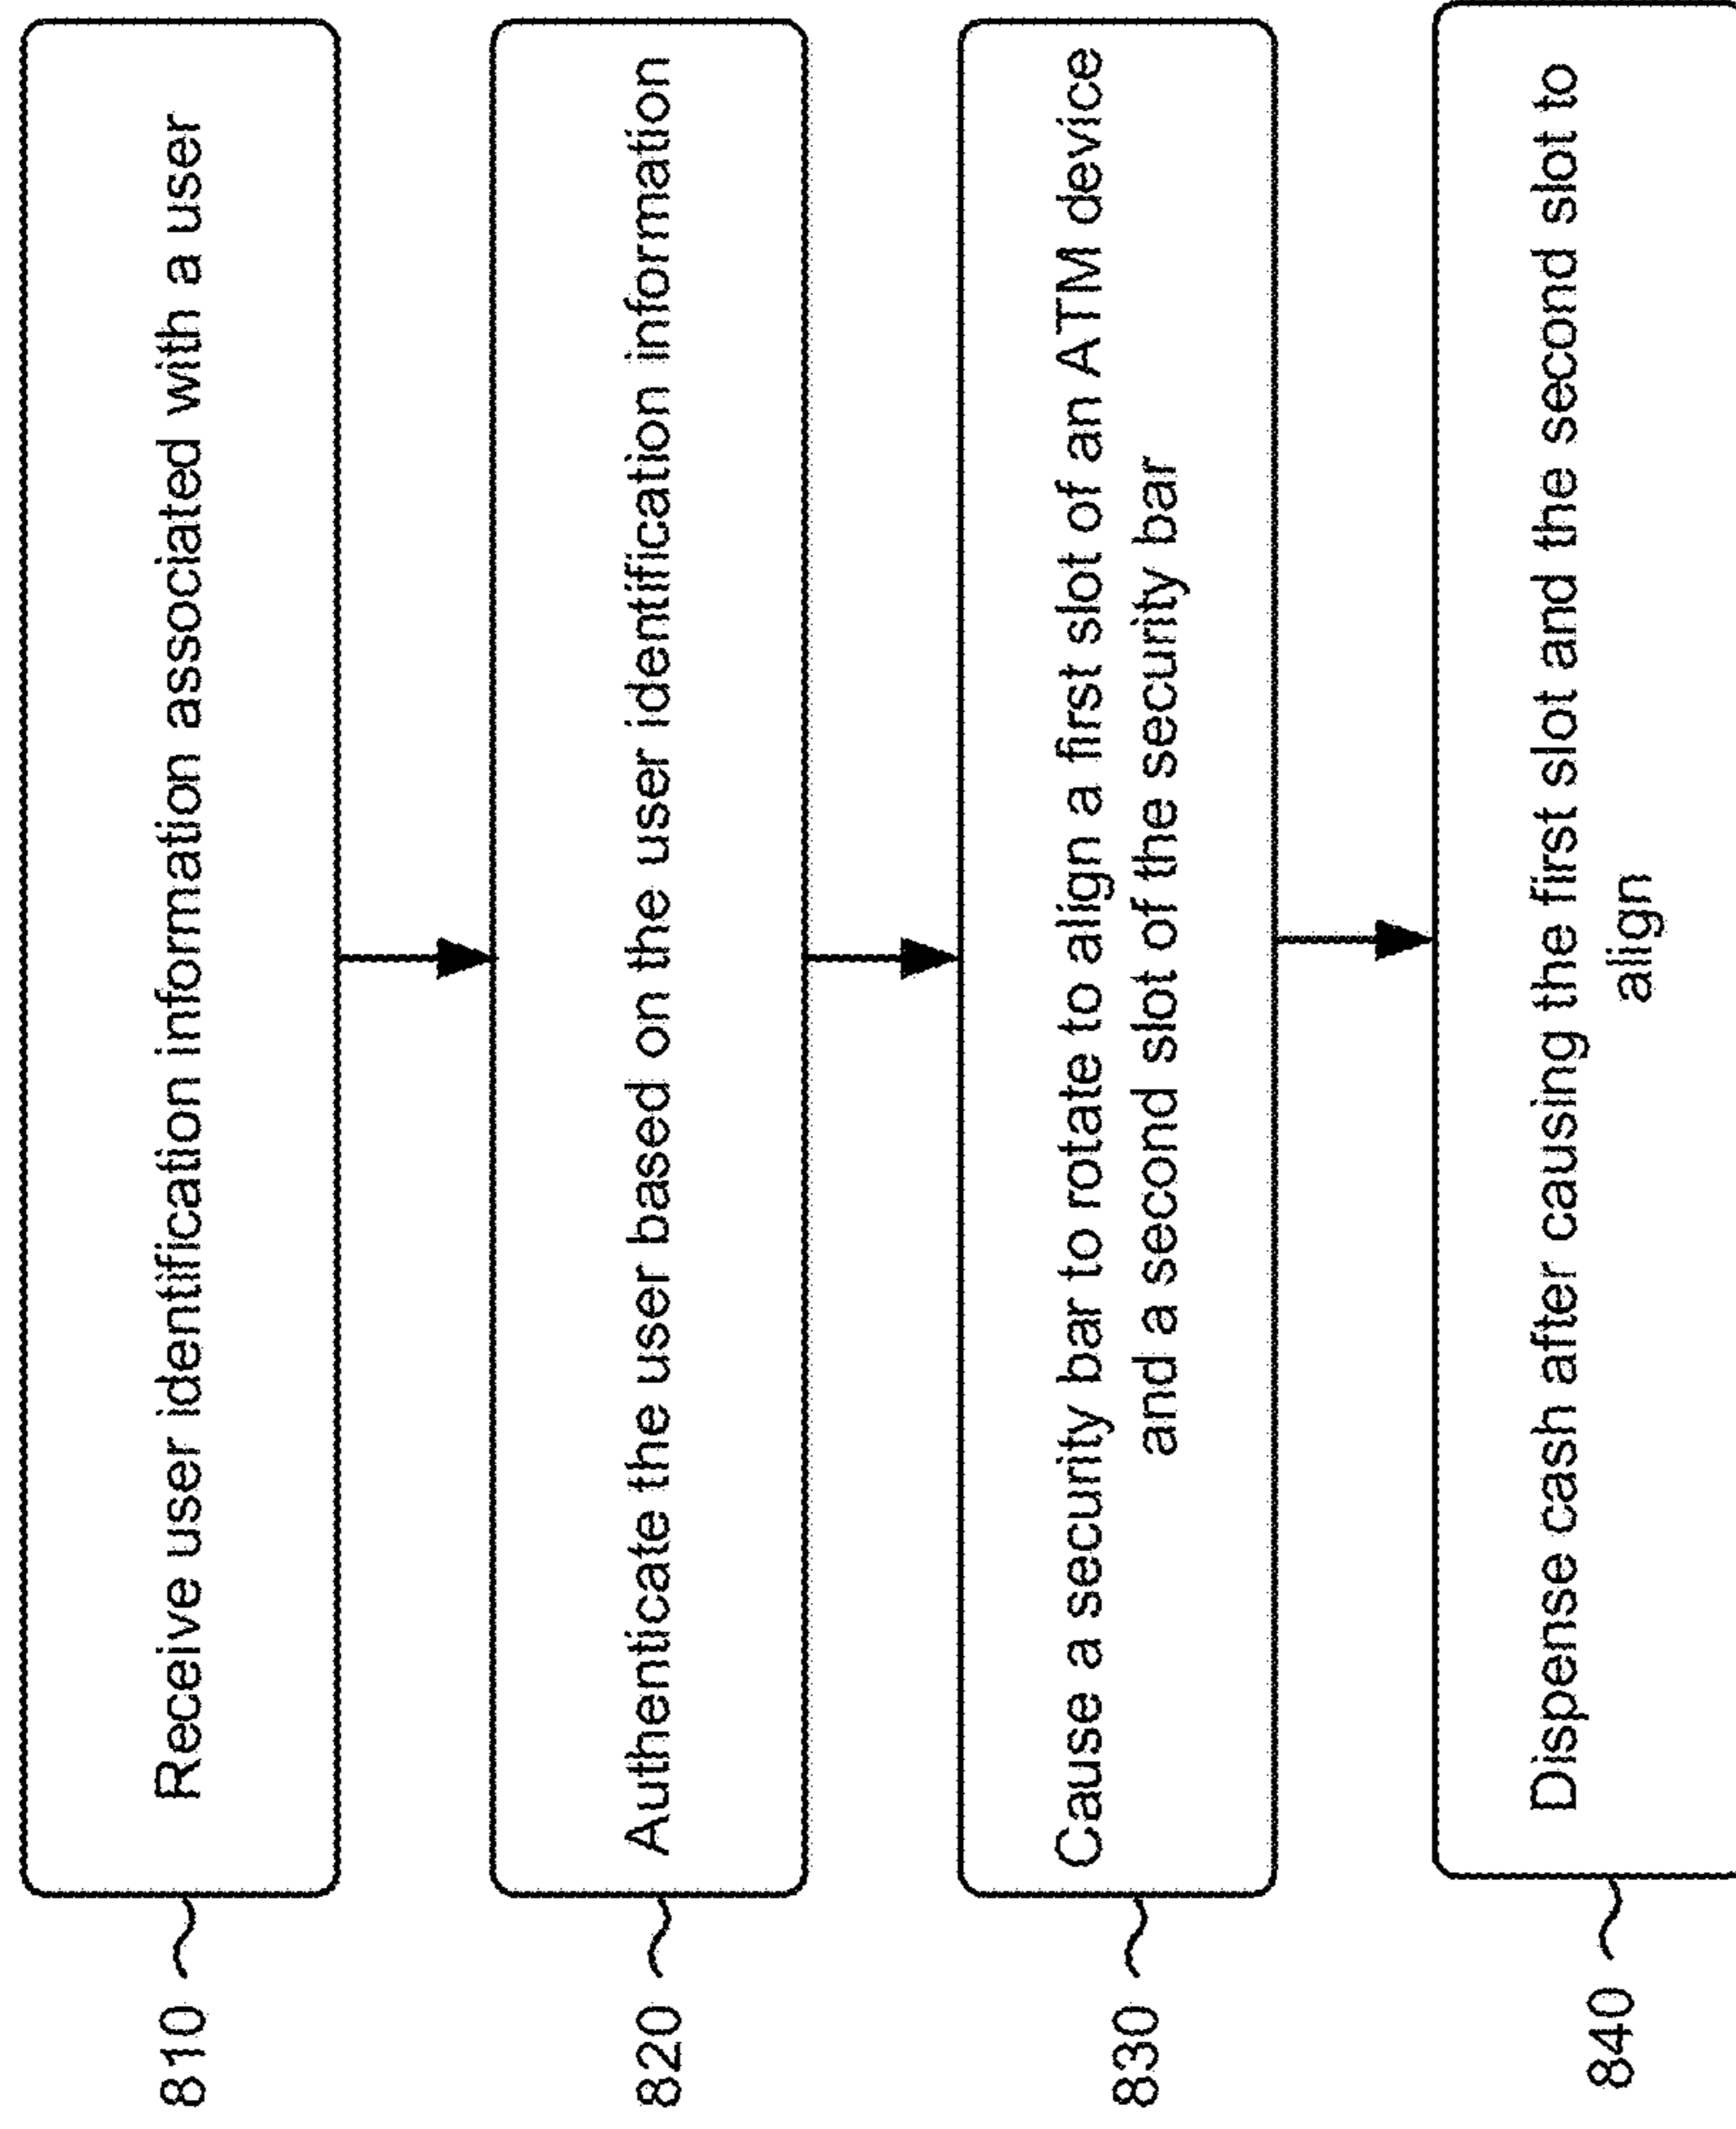 810
Receive user identification information associated with a user
820
Authenticate the user based on the user identification information
830
Cause a security bar to rotate to align a first slot of an ATM device
and a second slot of the security bar
840
Dispense cash after causing the first slot and the second slot to
align